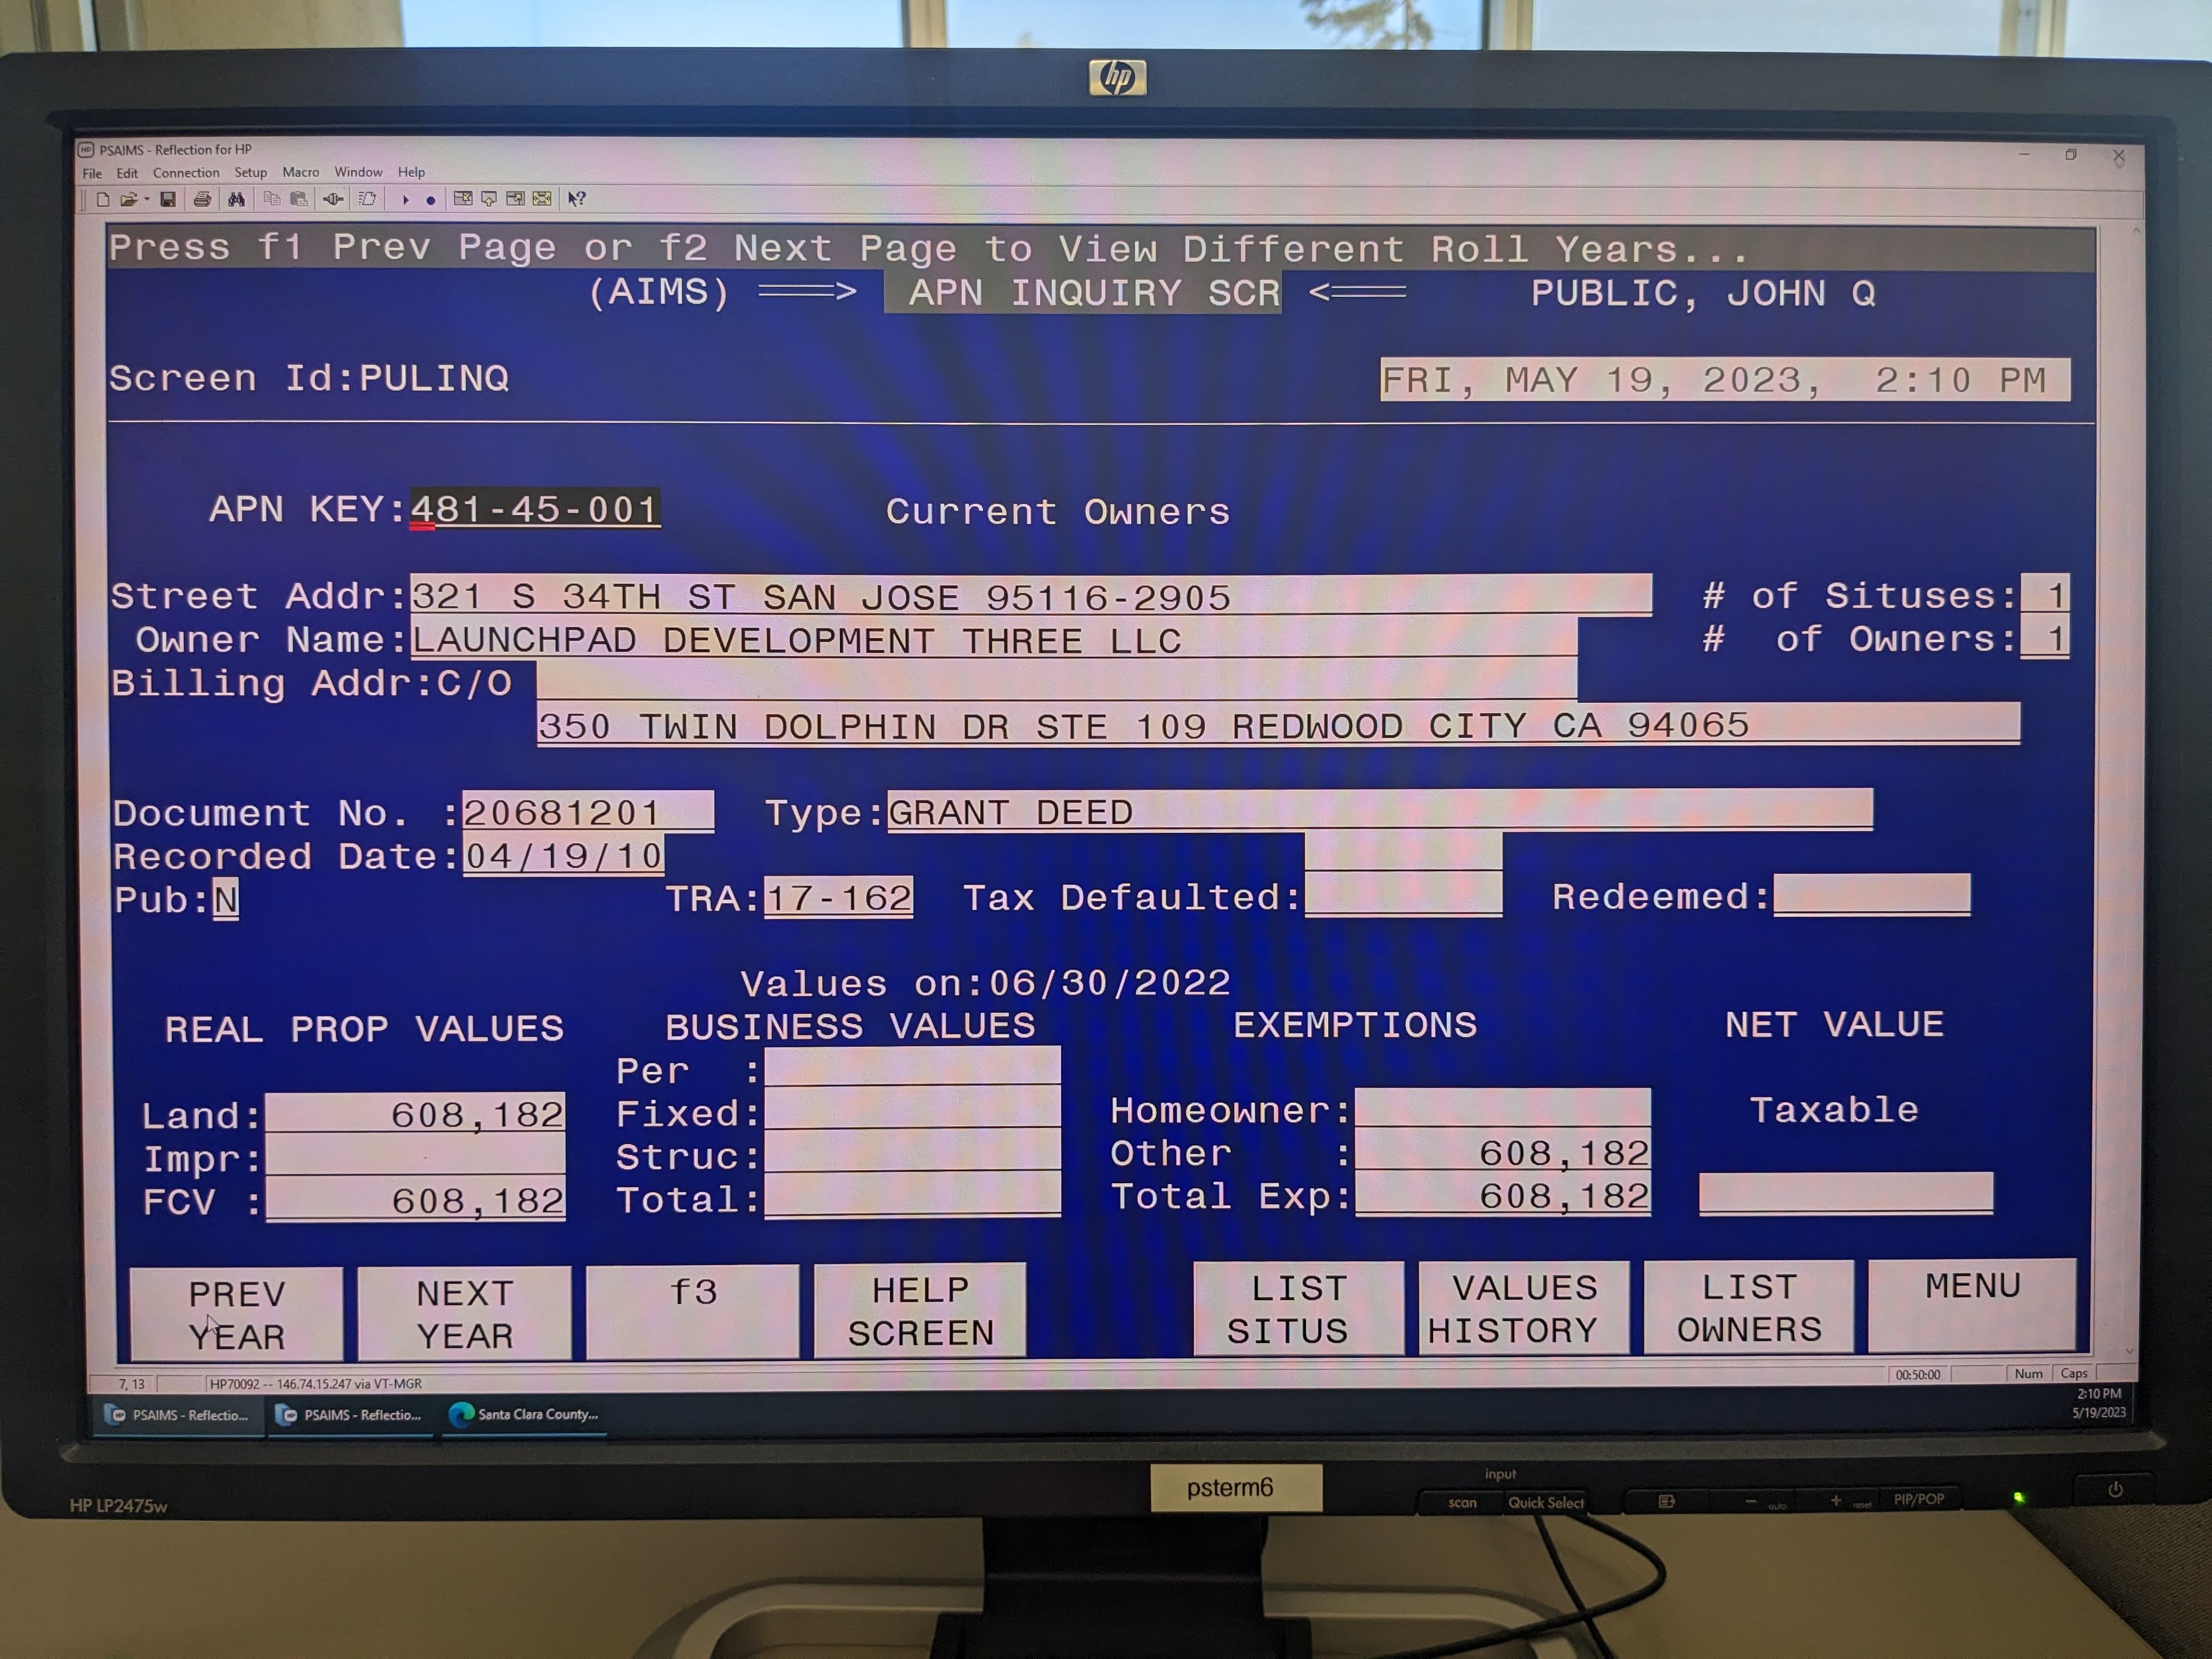 hp
PSAIMS - Reflection for HP
File Edit Connection Setup Macro Window Help
Press f1 Prev Page or f2 Next Page to View Different Roll Years...
(AIMS) ===> APN INQUIRY SCR <=== PUBLIC, JOHN Q
Screen Id:PULINQ FRI, MAY 19, 2023, 2:10 PM
APN KEY:481-45-001 Current Owners
Street Addr:321 S 34TH ST SAN JOSE 95116-2905 # of Situses: 1
Owner Name:LAUNCHPAD DEVELOPMENT THREE LLC # of Owners: 1
Billing Addr:C/O
350 TWIN DOLPHIN DR STE 109 REDWOOD CITY CA 94065
Document No. :20681201 Type:GRANT DEED
Recorded Date:04/19/10
Pub:N TRA:17-162 Tax Defaulted: Redeemed:
Values on:06/30/2022
REAL PROP VALUES BUSINESS VALUES EXEMPTIONS NET VALUE
Per :
Land: 608,182 Fixed: Homeowner: Taxable
Impr: Struc: Other : 608,182
FCV : 608,182 Total: Total Exp: 608,182
PREV YEAR NEXT YEAR f3 HELP SCREEN LIST SITUS VALUES HISTORY LIST OWNERS MENU
7, 13 HP70092 -- 146.74.15.247 via VT-MGR 00:50:00 Num Caps
PSAIMS - Reflectio... PSAIMS - Reflectio... Santa Clara County... 2:10 PM
5/19/2023
psterm6
HP LP2475w
input
scan Quick Select - auto + reset PIP/POP